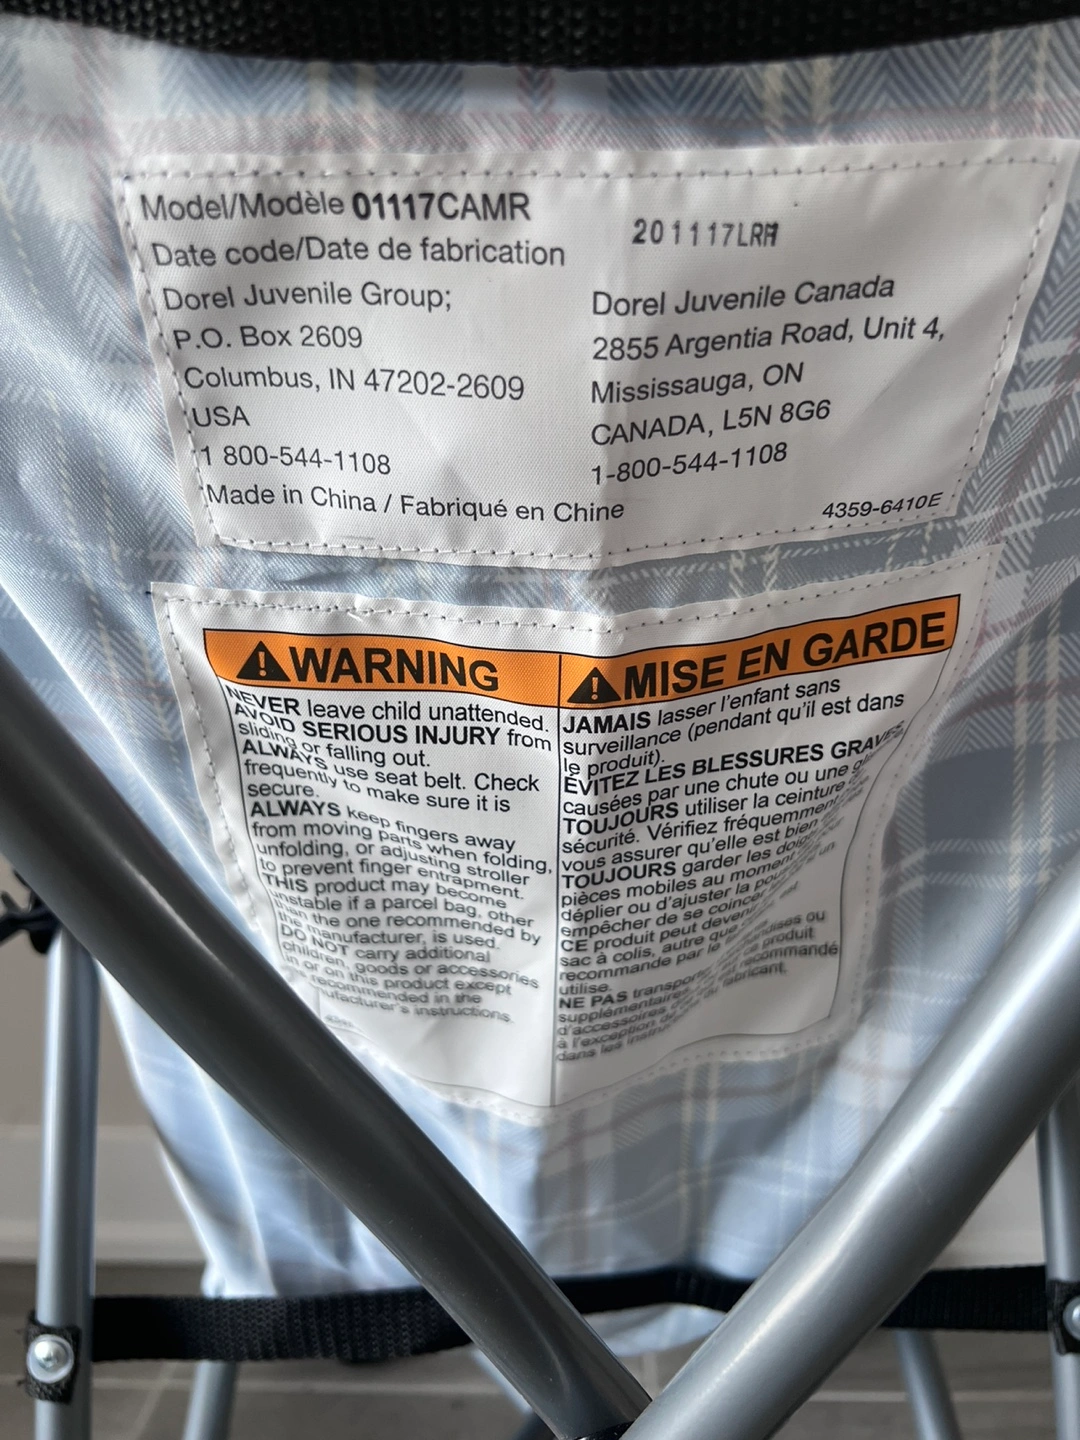 Model/Modèle 01117CAMR
Date code/Date de fabrication
201117LRH
Dorel Juvenile Group;
P.O. Box 2609
Columbus, IN 47202-2609
USA
1 800-544-1108
Dorel Juvenile Canada
2855 Argentia Road, Unit 4,
Mississauga, ON
CANADA, L5N 8G6
1-800-544-1108
Made in China / Fabriqué en Chine
4359-6410E
WARNING
NEVER leave child unattended.
AVOID SERIOUS INJURY from
sliding or falling out.
ALWAYS use seat belt. Check
frequently to make sure it is
secure.
ALWAYS keep fingers away
from moving parts when folding,
unfolding, or adjusting stroller
to prevent finger entrapment.
THIS product may become
unstable if a parcel bag, other
than the one recommended by
the manufacturer, is used.
DO NOT carry additional
children, goods or accessories
in or on this product except
recommended in the
manufacturer's instructions.
MISE EN GARDE
JAMAIS lasser l'enfant sans
surveillance (pendant qu'il est dans
le produit).
ÉVITEZ LES BLESSURES GRAVES
causées par une chute ou une
TOUJOURS utiliser la ceinture
sécurité. Vérifiez fréquemment
vous assurer qu'elle est bien
TOUJOURS garder les doigts
pièces mobiles au moment
déplier ou d'ajuster la
empêcher de se coincer
CE produit peut devenir
sac à colis, autre que
recommande par le
utilise.
NE PAS transporter
supplémentaires produit
d'accessoires recommandé
à l'exception fabricant.
dans les